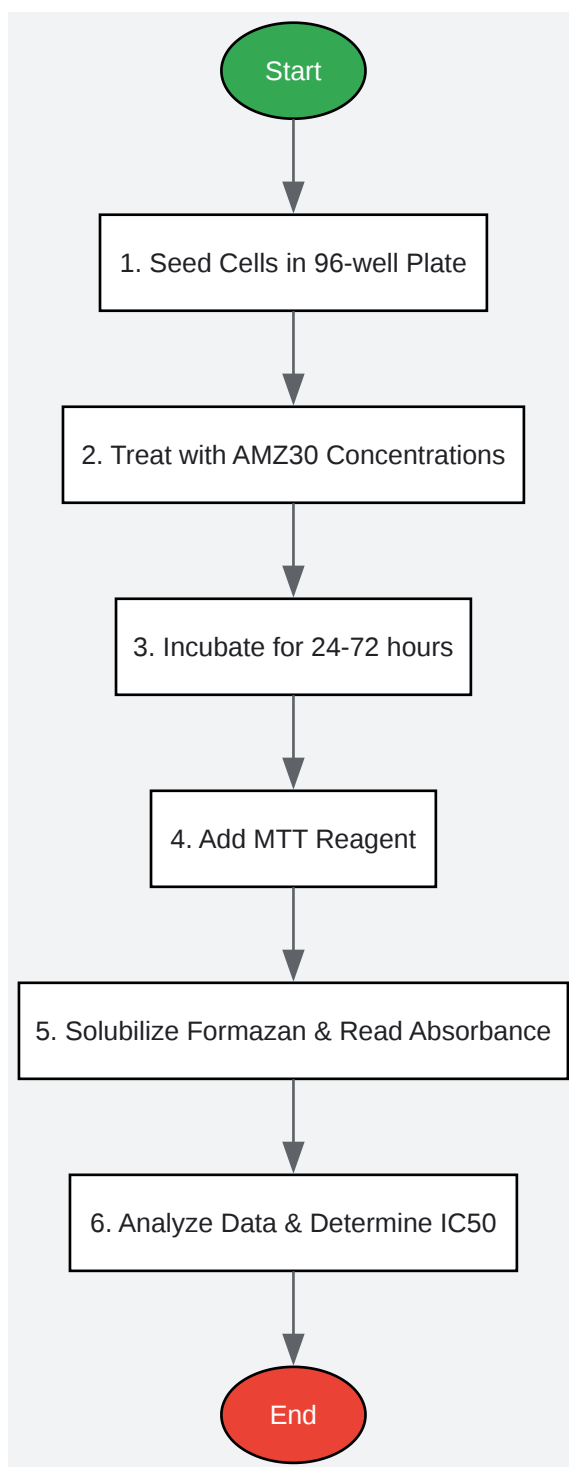 Start
1. Seed Cells in 96-well Plate
2. Treat with AMZ30 Concentrations
3. Incubate for 24-72 hours
4. Add MTT Reagent
5. Solubilize Formazan & Read Absorbance
6. Analyze Data & Determine IC50
End